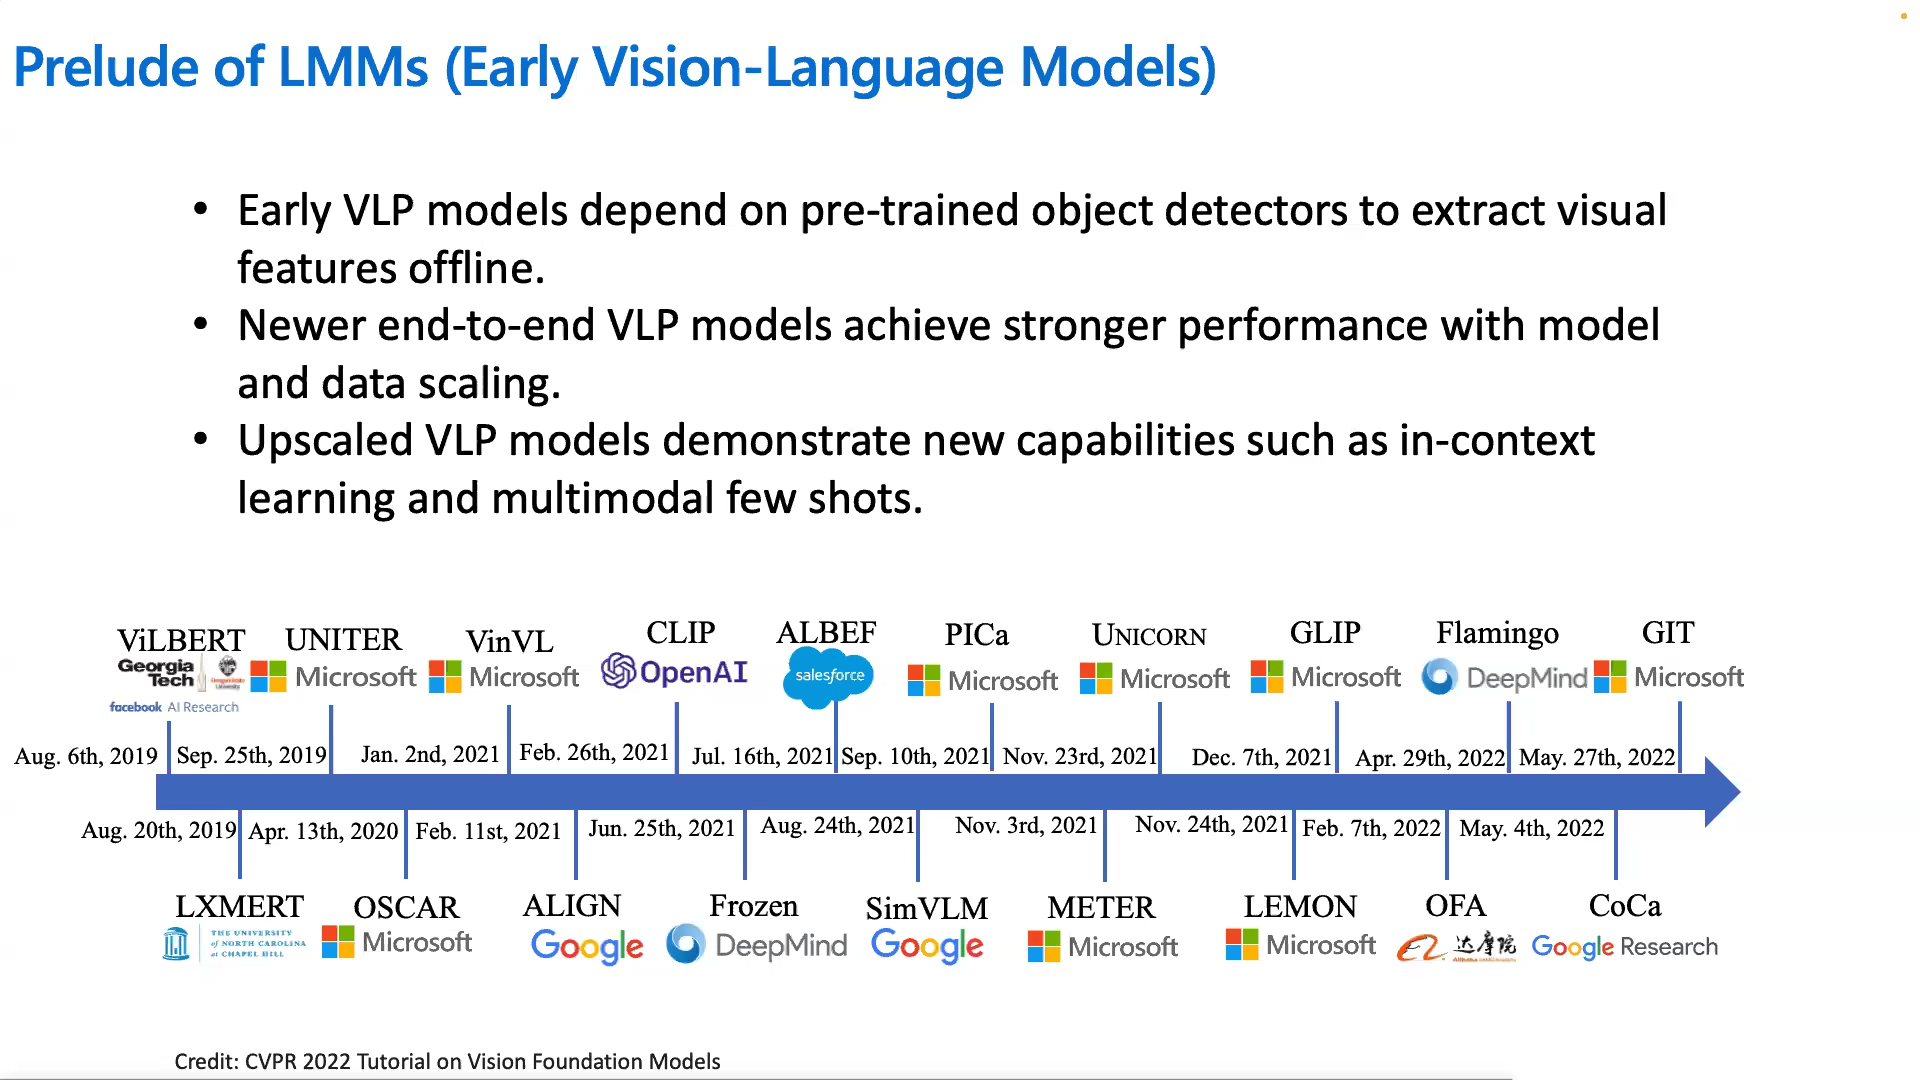 Prelude of LMMs (Early Vision-Language Models)
• Early VLP models depend on pre-trained object detectors to extract visual
features offline.
• Newer end-to-end VLP models achieve stronger performance with model
and data scaling.
• Upscaled VLP models demonstrate new capabilities such as in-context
learning and multimodal few shots.
ViLBERT UNITER VinVL CLIP ALBEF PICa UNICORN GLIP Flamingo GIT
Georgia Tech Microsoft Microsoft OpenAI salesforce Microsoft Microsoft Microsoft DeepMind Microsoft
facebook AI Research
Aug. 6th, 2019 Sep. 25th, 2019 Jan. 2nd, 2021 Feb. 26th, 2021 Jul. 16th, 2021 Sep. 10th, 2021 Nov. 23rd, 2021 Dec. 7th, 2021 Apr. 29th, 2022 May. 27th, 2022
Aug. 20th, 2019 Apr. 13th, 2020 Feb. 11st, 2021 Jun. 25th, 2021 Aug. 24th, 2021 Nov. 3rd, 2021 Nov. 24th, 2021 Feb. 7th, 2022 May. 4th, 2022
LXMERT OSCAR ALIGN Frozen SimVLM METER LEMON OFA CoCa
THE UNIVERSITY of NORTH CAROLINA at CHAPEL HILL Microsoft Google DeepMind Google Microsoft Microsoft 达摩院 Google Research
Credit: CVPR 2022 Tutorial on Vision Foundation Models